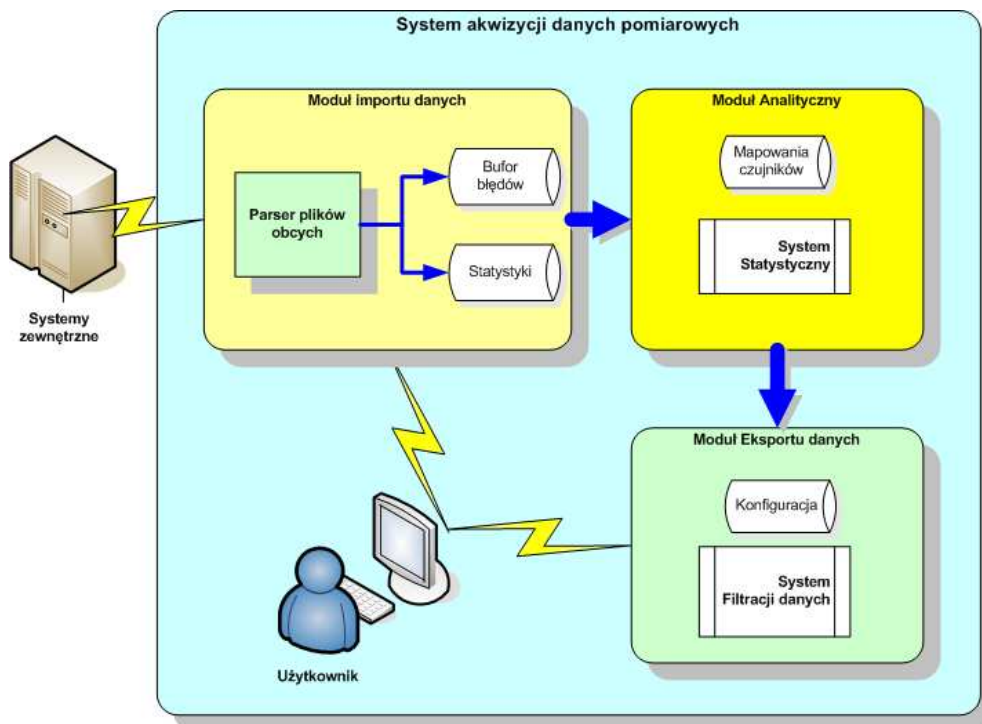 System akwizycji danych pomiarowych
Moduł importu danych
Parser plików
obcych
Bufor
błędów
Statystyki
Moduł Analityczny
Mapowania
czujników
System
Statystyczny
Systemy
zewnętrzne
Moduł Eksportu danych
Konfiguracja
System
Filtracji danych
Użytkownik